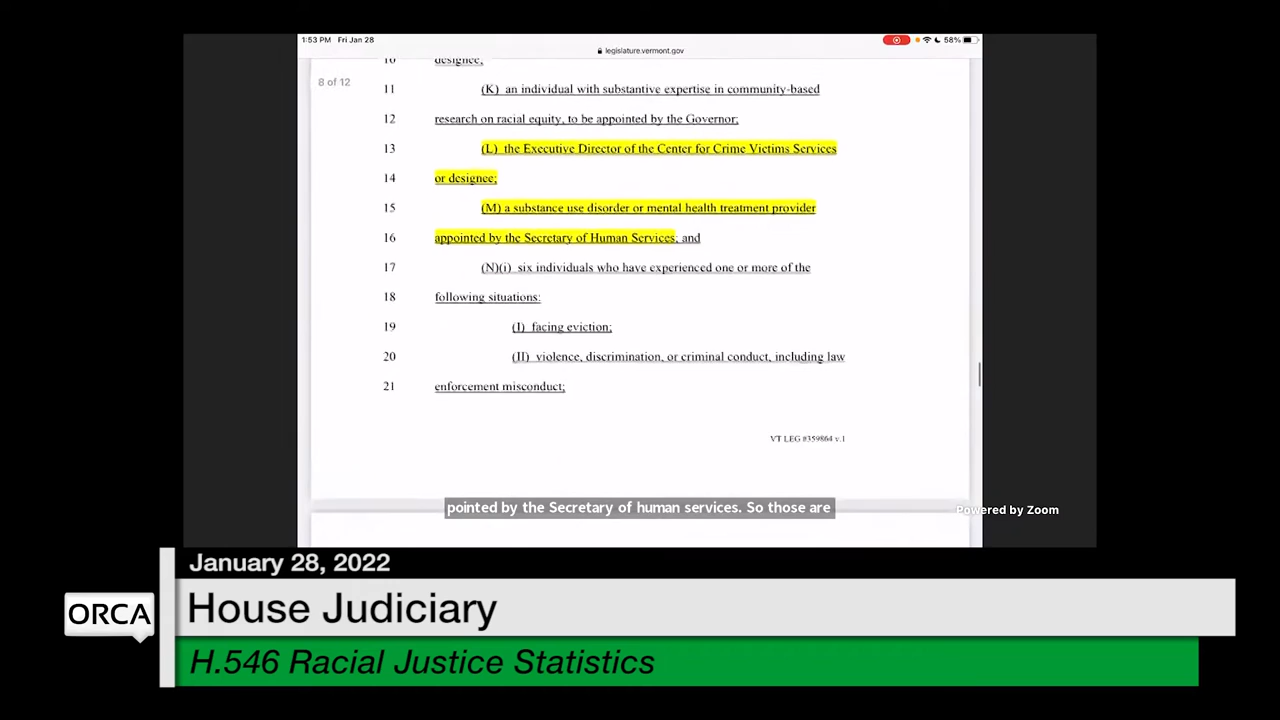 1:53 PM Fri Jan 28
58%
legislature.vermont.gov
10 designee;
8 of 12
11 (K) an individual with substantive expertise in community-based
12 research on racial equity, to be appointed by the Governor;
13 (L) the Executive Director of the Center for Crime Victims Services
14 or designee;
15 (M) a substance use disorder or mental health treatment provider
16 appointed by the Secretary of Human Services; and
17 (N)(i) six individuals who have experienced one or more of the
18 following situations:
19 (I) facing eviction;
20 (II) violence, discrimination, or criminal conduct, including law
21 enforcement misconduct;
VT LEG #359864 v.1
pointed by the Secretary of human services. So those are
Powered by Zoom
January 28, 2022
ORCA
House Judiciary
H.546 Racial Justice Statistics